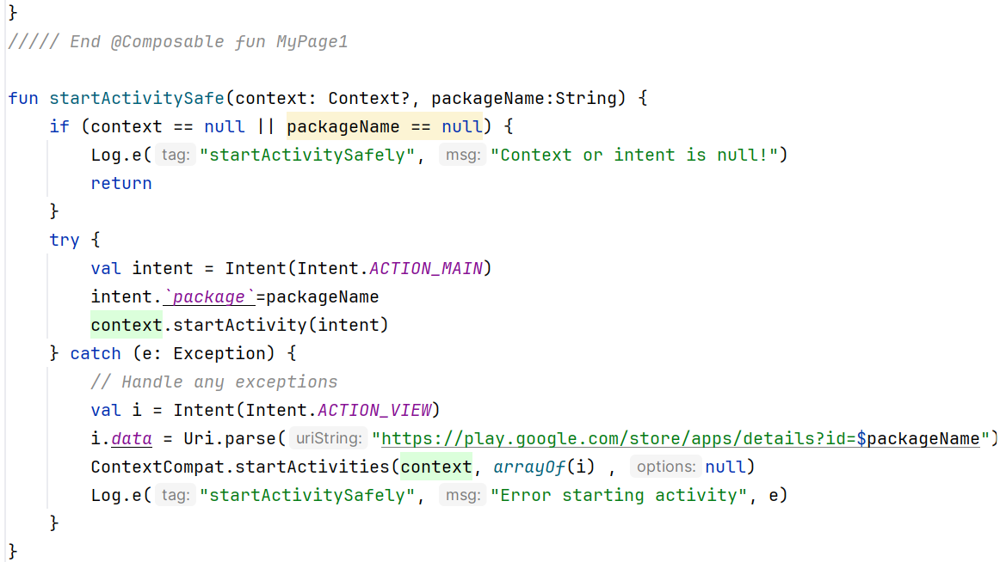 }
///// End @Composable fun MyPage1
fun startActivitySafe(context: Context?, packageName:String) {
if (context == null || packageName == null) {
Log.e( tag: "startActivitySafely", msg: "Context or intent is null!")
return
}
try {
val intent = Intent(Intent.ACTION_MAIN)
intent.`package`=packageName
context.startActivity(intent)
} catch (e: Exception) {
// Handle any exceptions
val i = Intent(Intent.ACTION_VIEW)
i.data = Uri.parse( uriString: "https://play.google.com/store/apps/details?id=$packageName")
ContextCompat.startActivities(context, arrayOf(i) , options: null)
Log.e( tag: "startActivitySafely", msg: "Error starting activity", e)
}
}